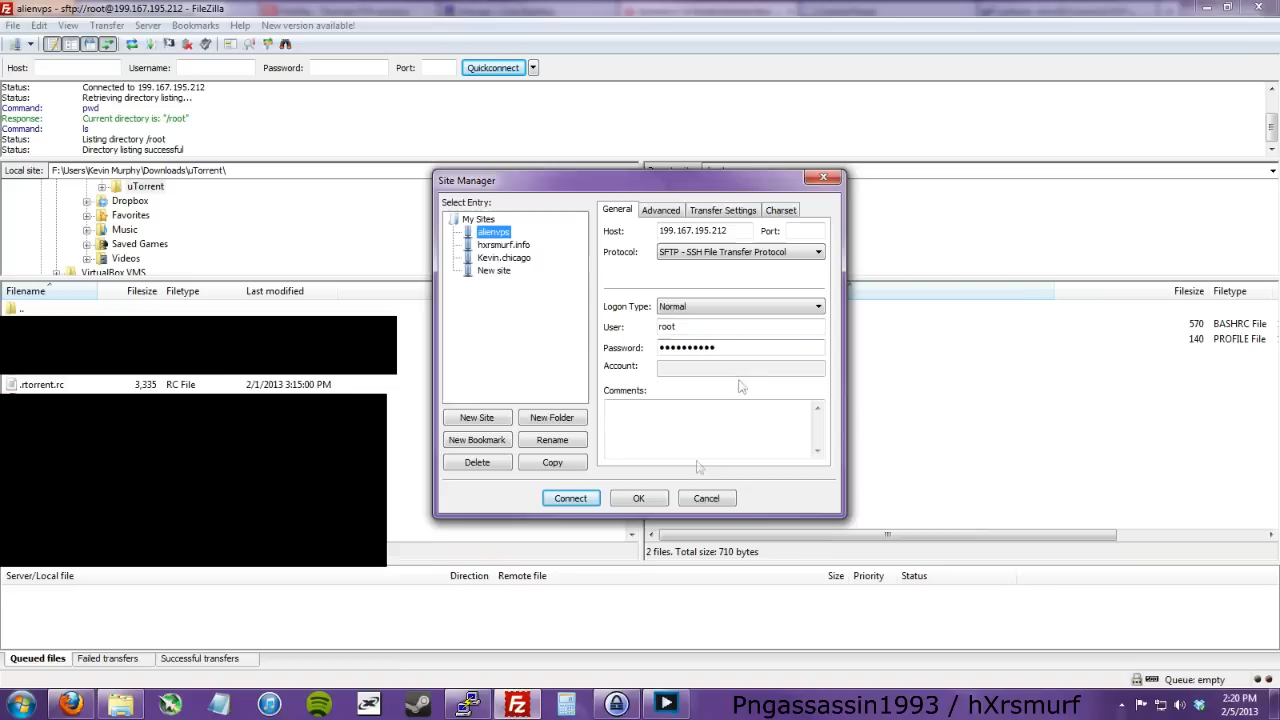 alienvps - sftp://root@199.167.195.212 - FileZilla
File Edit View Transfer Server Bookmarks Help New version available!
Host: Username: Password: Port: Quickconnect
Status: Connected to 199.167.195.212
Status: Retrieving directory listing...
Command: pwd
Response: Current directory is: "/root"
Command: ls
Status: Listing directory /root
Status: Directory listing successful
Local site: F:\Users\Kevin Murphy\Downloads\uTorrent\
uTorrent
Dropbox
Favorites
Music
Saved Games
Videos
VirtualBox VMS
Filename Filesize Filetype Last modified
..
.rtorrent.rc 3,335 RC File 2/1/2013 3:15:00 PM
Site Manager
Select Entry:
My Sites
alienvps
hxrsmurf.info
Kevin.chicago
New site
New Site New Folder
New Bookmark Rename
Delete Copy
General Advanced Transfer Settings Charset
Host: 199.167.195.212 Port:
Protocol: SFTP - SSH File Transfer Protocol
Logon Type: Normal
User: root
Password: ●●●●●●●●●●
Account:
Comments:
Connect OK Cancel
Filesize Filetype
570 BASHRC File
140 PROFILE File
2 files. Total size: 710 bytes
Server/Local file Direction Remote file Size Priority Status
Queued files Failed transfers Successful transfers
Queue: empty
Pngassassin1993 / hXrsmurf
2:20 PM
2/5/2013